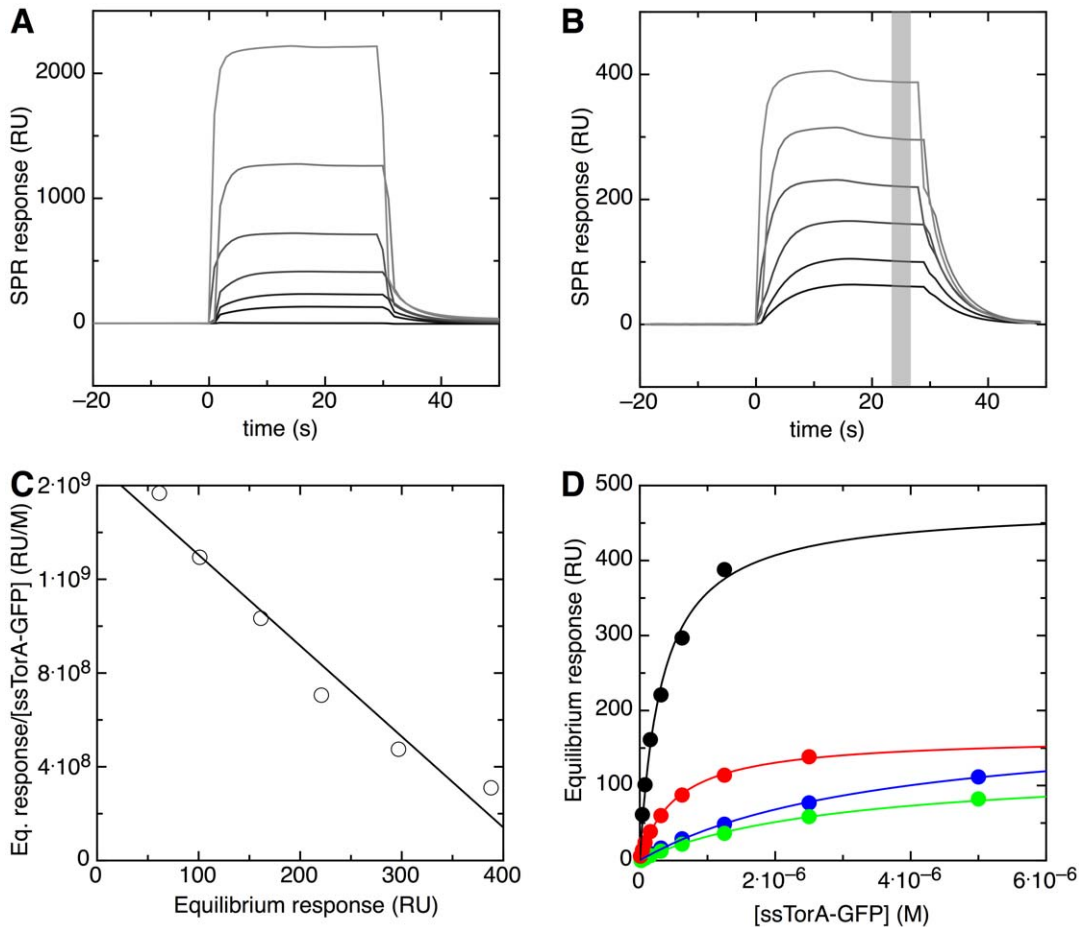 A
B
2000
1000
0
SPR response (RU)
–20
0
20
40
time (s)
400
200
0
SPR response (RU)
–20
0
20
40
time (s)
C
D
2·10⁹
1·10⁹
8·10⁸
4·10⁸
0
Eq. response/[ssTorA-GFP] (RU/M)
0
100
200
300
400
Equilibrium response (RU)
500
400
300
200
100
0
Equilibrium response (RU)
0
2·10⁻⁶
4·10⁻⁶
6·10⁻⁶
[ssTorA-GFP] (M)